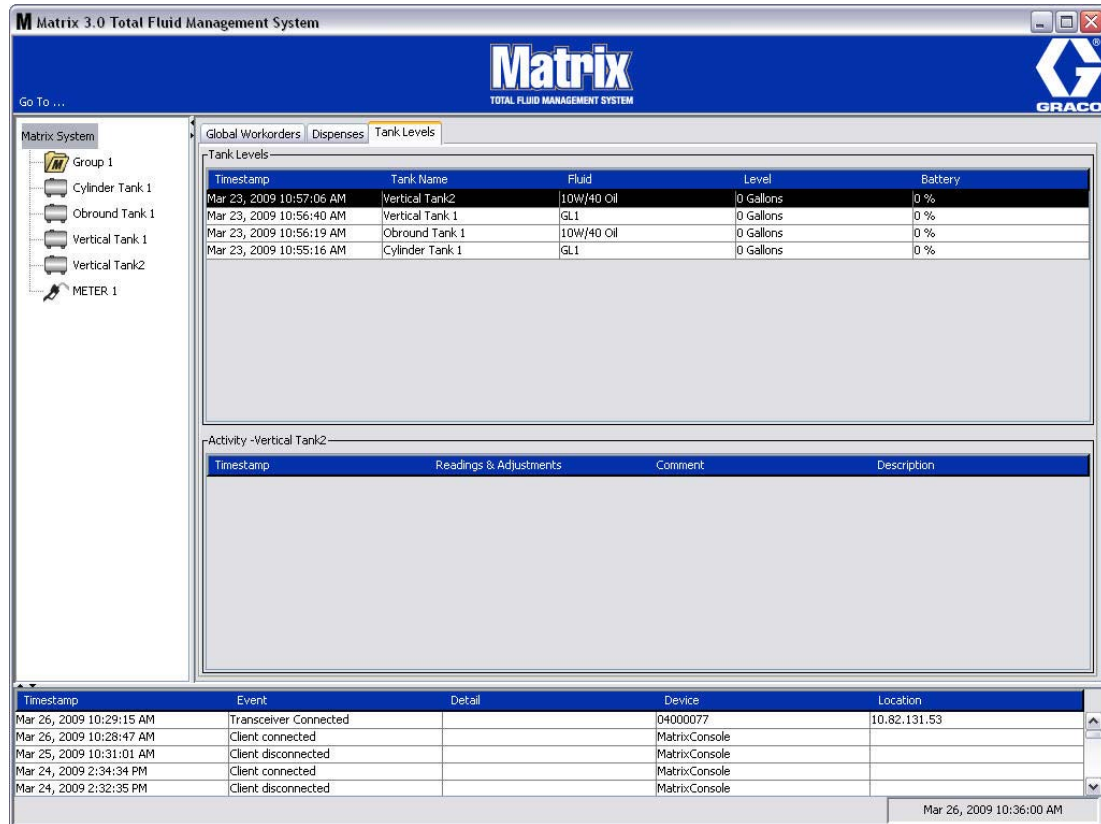 M Matrix 3.0 Total Fluid Management System
Matrix
TOTAL FLUID MANAGEMENT SYSTEM
®
GRACO
Go To ...
Matrix System
M Group 1
Cylinder Tank 1
Obround Tank 1
Vertical Tank 1
Vertical Tank2
METER 1
Global Workorders Dispenses Tank Levels
Tank Levels
Timestamp Tank Name Fluid Level Battery
Mar 23, 2009 10:57:06 AM Vertical Tank2 10W/40 Oil 0 Gallons 0 %
Mar 23, 2009 10:56:40 AM Vertical Tank 1 GL1 0 Gallons 0 %
Mar 23, 2009 10:56:19 AM Obround Tank 1 10W/40 Oil 0 Gallons 0 %
Mar 23, 2009 10:55:16 AM Cylinder Tank 1 GL1 0 Gallons 0 %
Activity -Vertical Tank2
Timestamp Readings & Adjustments Comment Description
Timestamp Event Detail Device Location
Mar 26, 2009 10:29:15 AM Transceiver Connected 04000077 10.82.131.53
Mar 26, 2009 10:28:47 AM Client connected MatrixConsole
Mar 25, 2009 10:31:01 AM Client disconnected MatrixConsole
Mar 24, 2009 2:34:34 PM Client connected MatrixConsole
Mar 24, 2009 2:32:35 PM Client disconnected MatrixConsole
Mar 26, 2009 10:36:00 AM